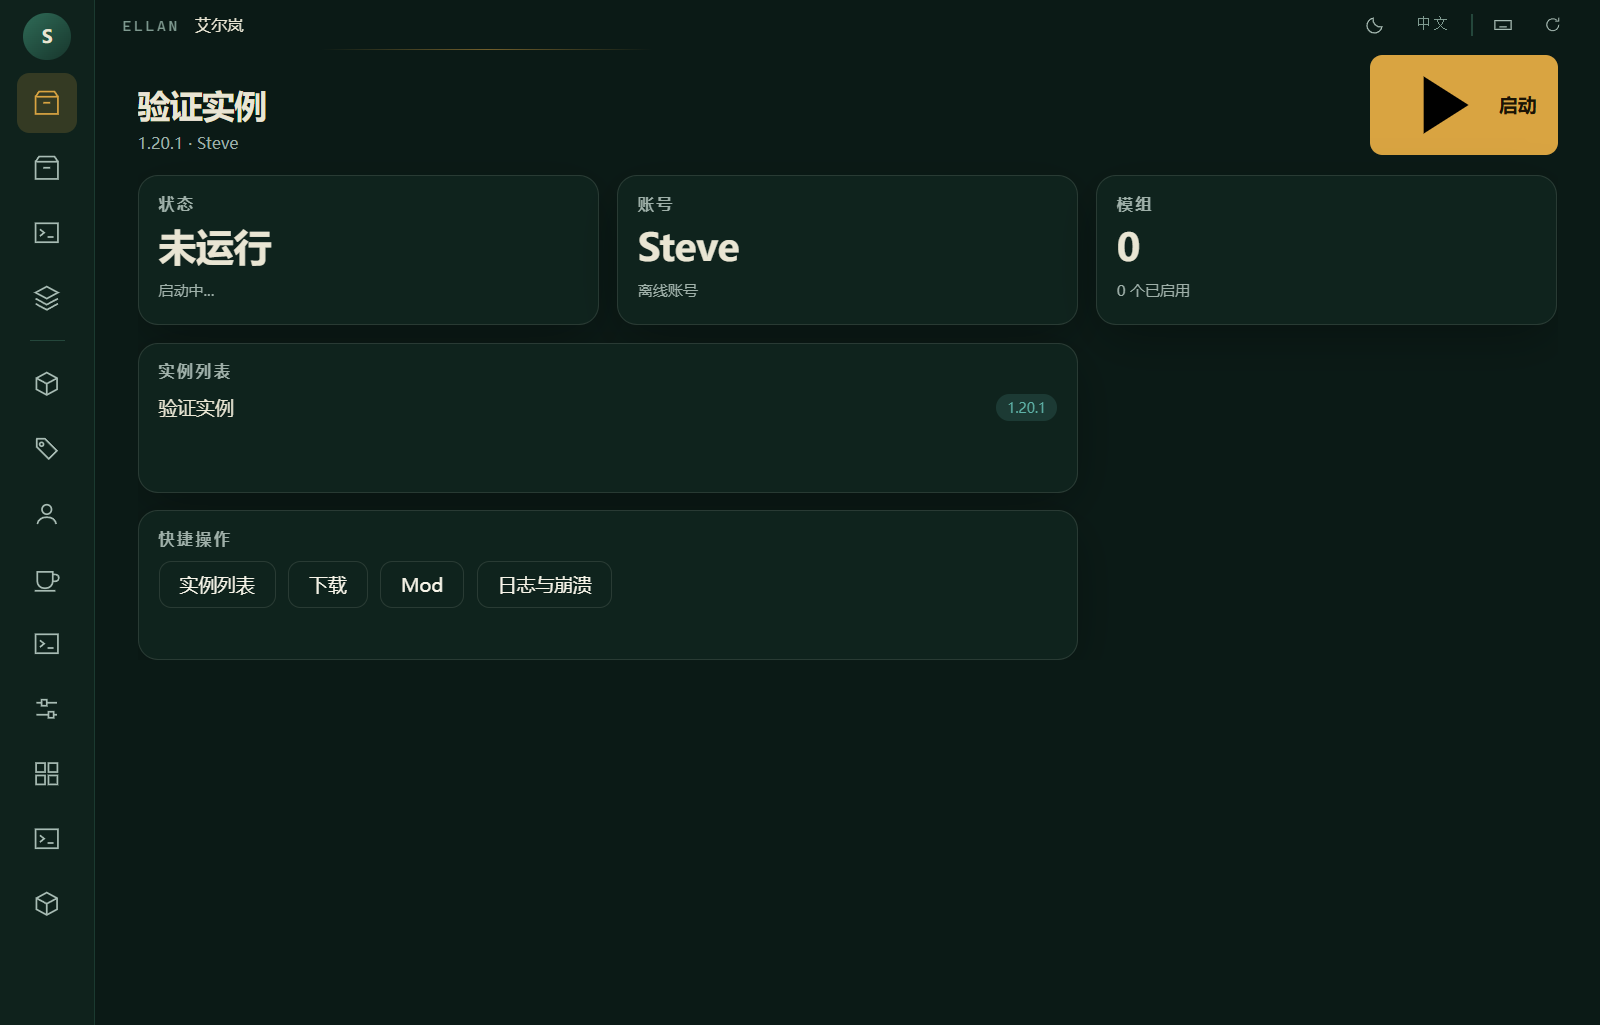 S
ELLAN 艾尔岚
中文
验证实例
1.20.1 · Steve
启动
状态
未运行
启动中...
账号
Steve
离线账号
模组
0
0 个已启用
实例列表
验证实例
1.20.1
快捷操作
实例列表
下载
Mod
日志与崩溃